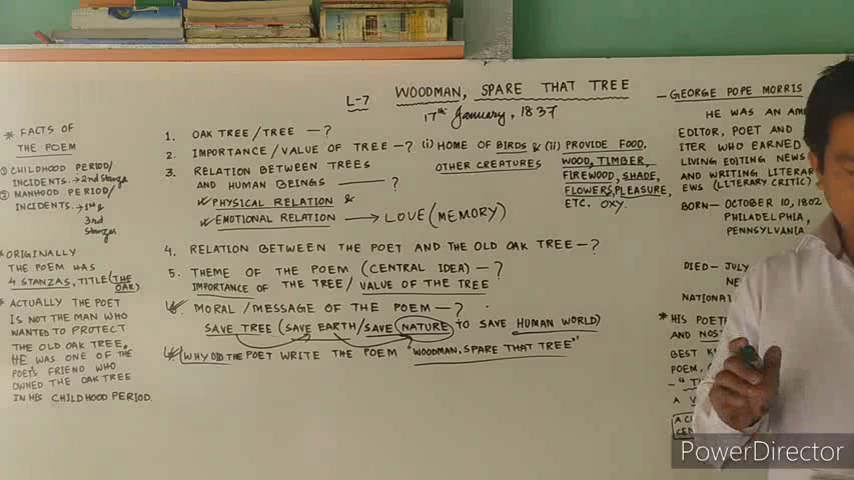 L-7 WOODMAN, SPARE THAT TREE
17th January, 1837
* FACTS OF
THE POEM
① CHILDHOOD PERIOD/
INCIDENTS. → 2nd Stanza
② MANHOOD PERIOD/
INCIDENTS. → 1st &
3rd
Stanzas
* ORIGINALLY
THE POEM HAS
4 STANZAS, TITLE (THE
OAK)
* ACTUALLY THE POET
IS NOT THE MAN WHO
WANTED TO PROTECT
THE OLD OAK TREE,
HE WAS ONE OF THE
POET'S FRIEND WHO
OWNED THE OAK TREE
IN HIS CHILDHOOD PERIOD.
1. OAK TREE/TREE — ?
2. IMPORTANCE/VALUE OF TREE — ? (i) HOME OF BIRDS & (ii) PROVIDE FOOD,
OTHER CREATURES WOOD, TIMBER,
FIREWOOD, SHADE,
FLOWERS, PLEASURE,
ETC. OXY.
3. RELATION BETWEEN TREES
AND HUMAN BEINGS — ?
PHYSICAL RELATION &
EMOTIONAL RELATION → LOVE (MEMORY)
4. RELATION BETWEEN THE POET AND THE OLD OAK TREE — ?
5. THEME OF THE POEM (CENTRAL IDEA) — ?
IMPORTANCE OF THE TREE/ VALUE OF THE TREE
6. MORAL/MESSAGE OF THE POEM — ?
SAVE TREE (SAVE EARTH/SAVE NATURE TO SAVE HUMAN WORLD)
WHY DID THE POET WRITE THE POEM "WOODMAN, SPARE THAT TREE"
— GEORGE POPE MORRIS
HE WAS AN
EDITOR, POET AND
WHO EARNED
LIVING EDITING NEWS
AND WRITING
(LITERARY CRITIC)
BORN — OCTOBER 10, 1802
PHILADELPHIA,
PENNSYLVANIA
DIED — JULY
* HIS
AND
BEST
POEM,
A
PowerDirector